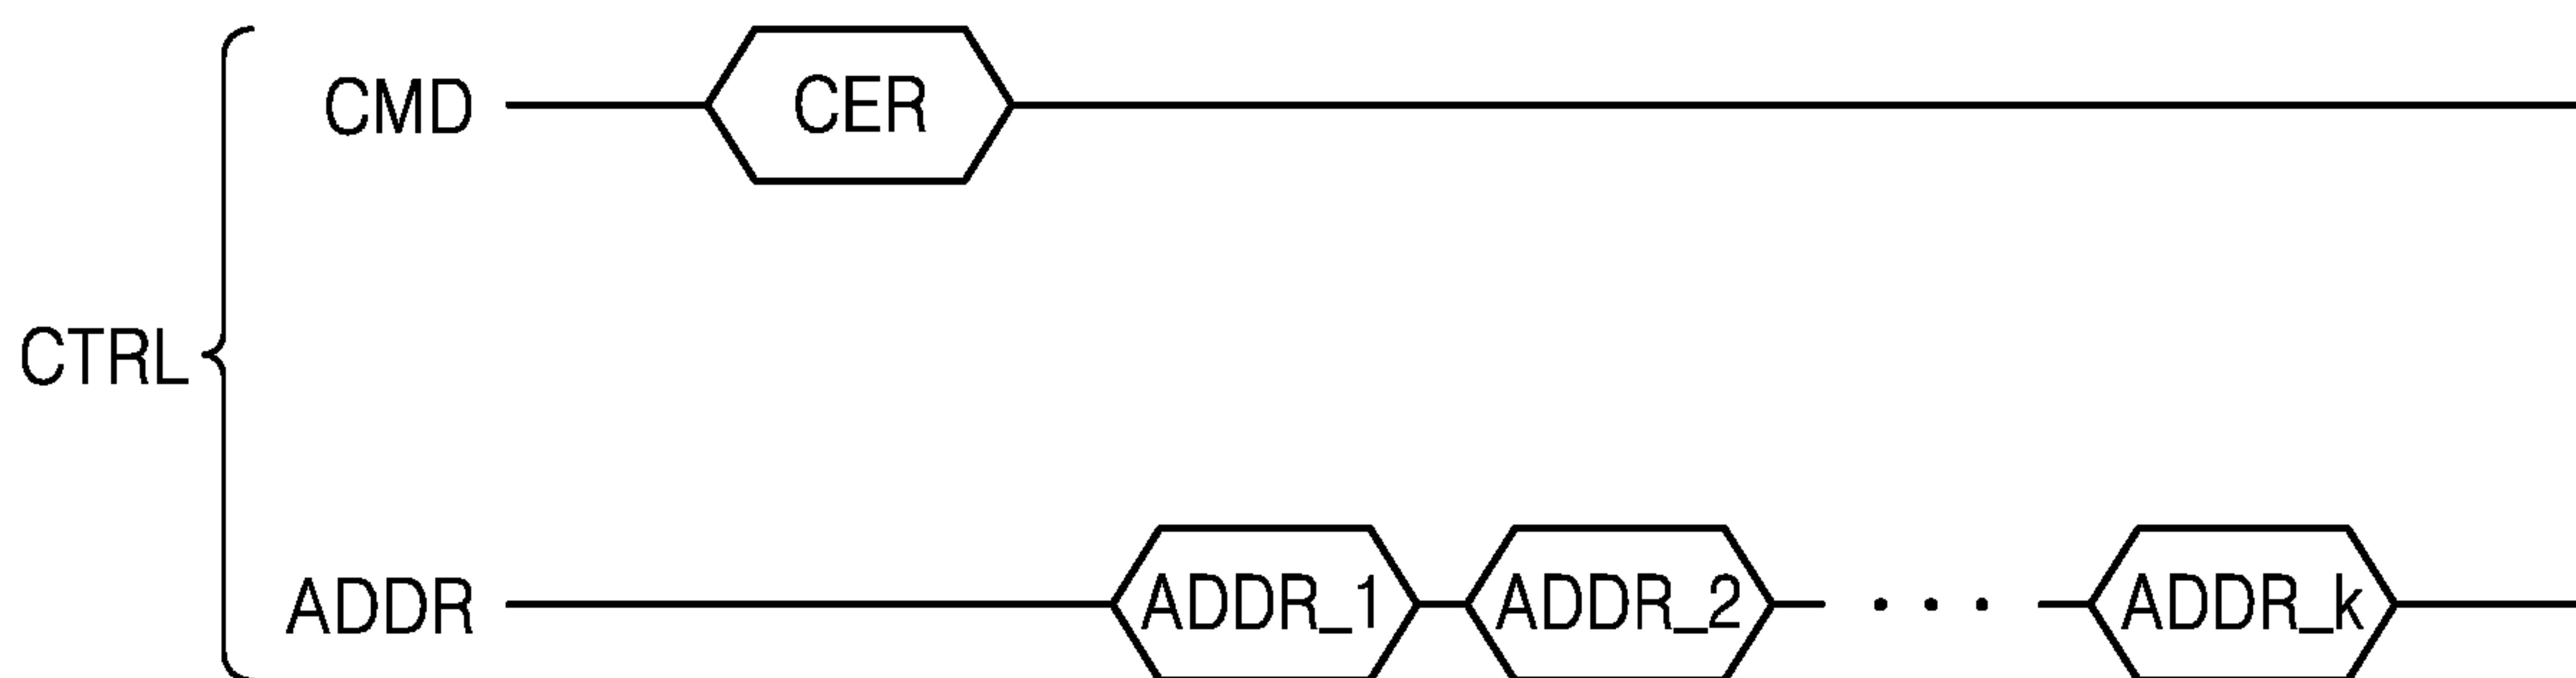 CMD CER
CTRL
ADDR ADDR_1 ADDR_2 . . . ADDR_k